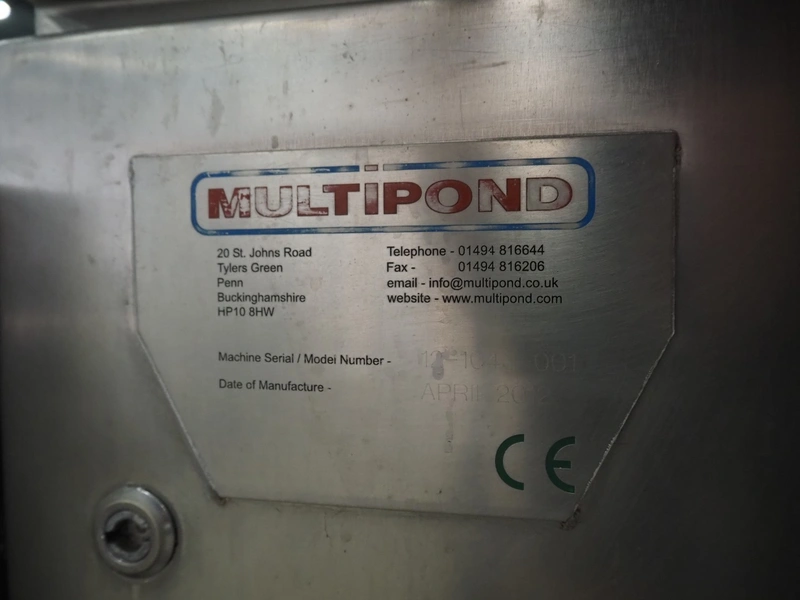 MULTIPOND
20 St. Johns Road
Tylers Green
Penn
Buckinghamshire
HP10 8HW
Telephone - 01494 816644
Fax - 01494 816206
email - info@multipond.co.uk
website - www.multipond.com
Machine Serial / Model Number -
Date of Manufacture - APRIL
CE